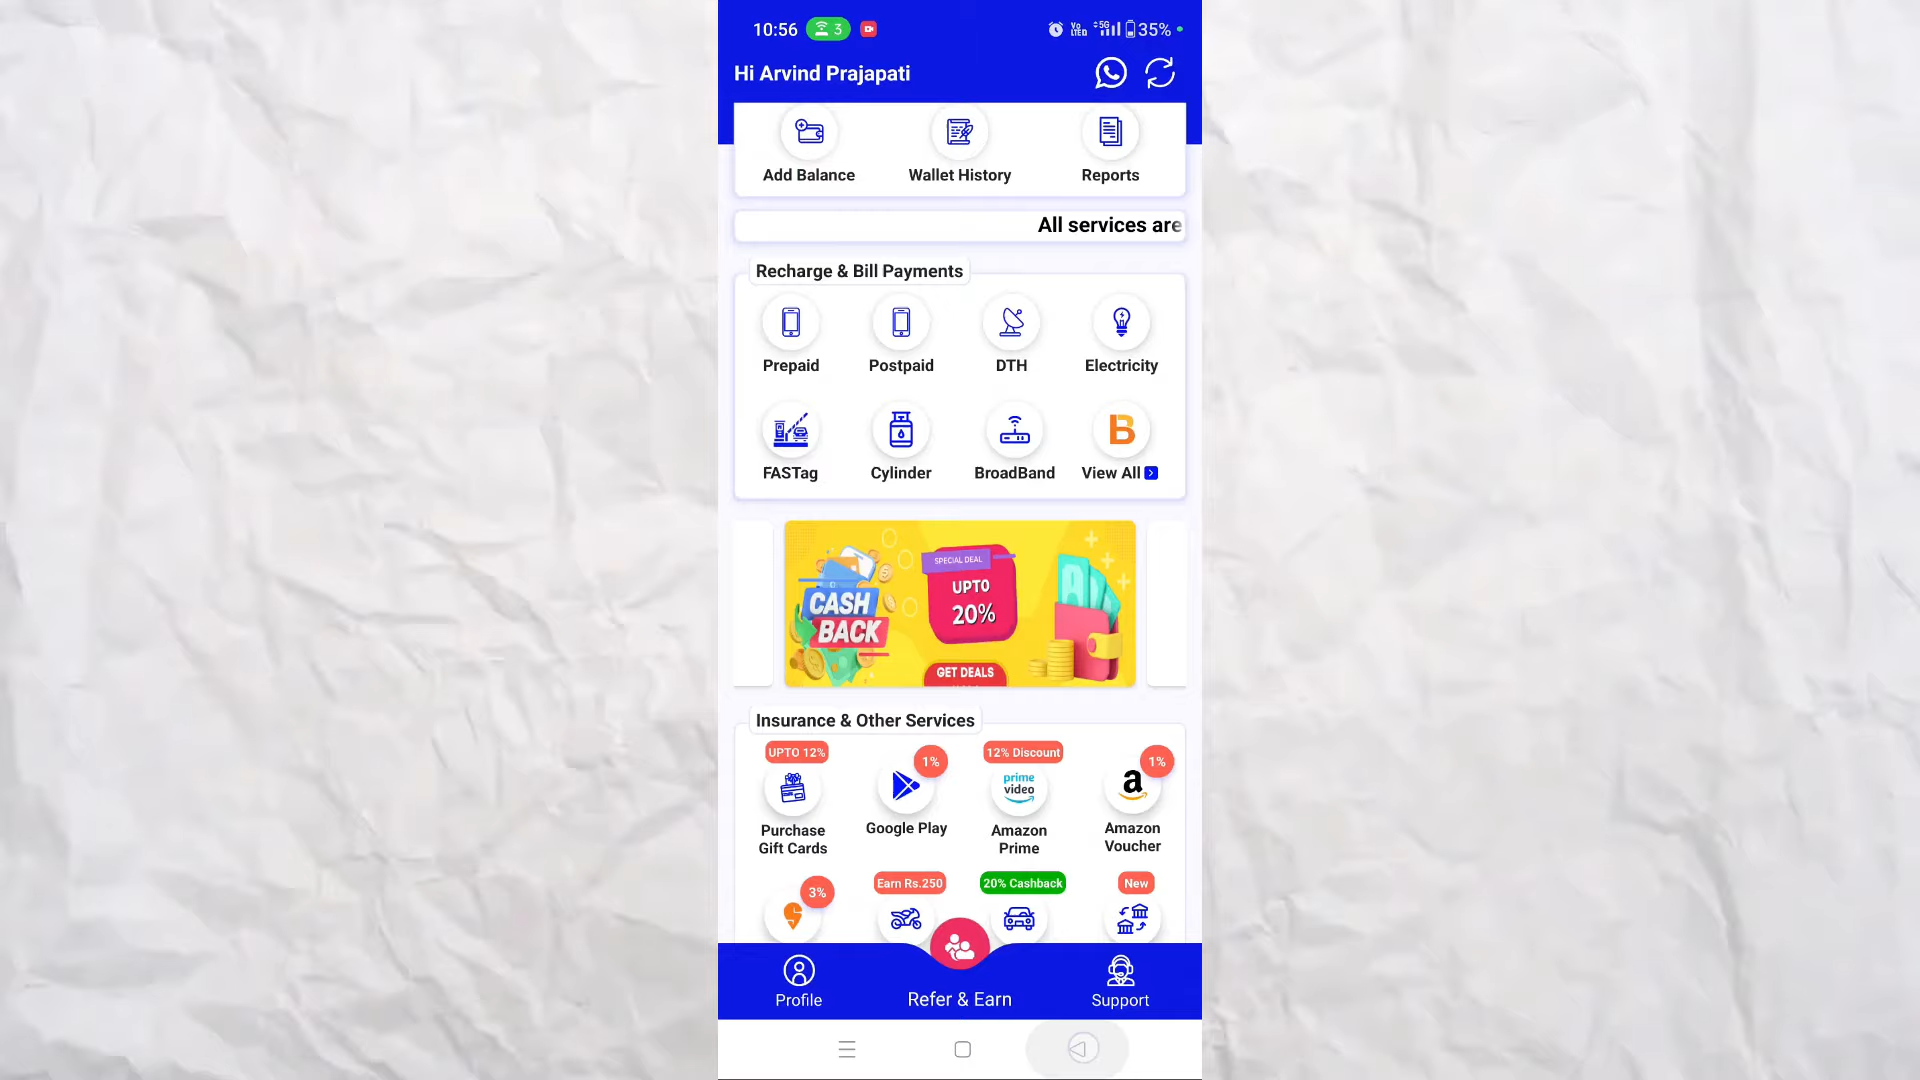 10:56 3 VoLTED 5G 35%
Hi Arvind Prajapati
Add Balance Wallet History Reports
All services are
Recharge & Bill Payments
Prepaid Postpaid DTH Electricity
B
FASTag Cylinder BroadBand View All
SPECIAL DEAL
CASH BACK
UPTO
20%
GET DEALS
Insurance & Other Services
UPTO 12% 1% 12% Discount 1%
prime
video
a
Purchase Google Play Amazon Amazon
Gift Cards Prime Voucher
3% Earn Rs.250 20% Cashback New
Profile Refer & Earn Support